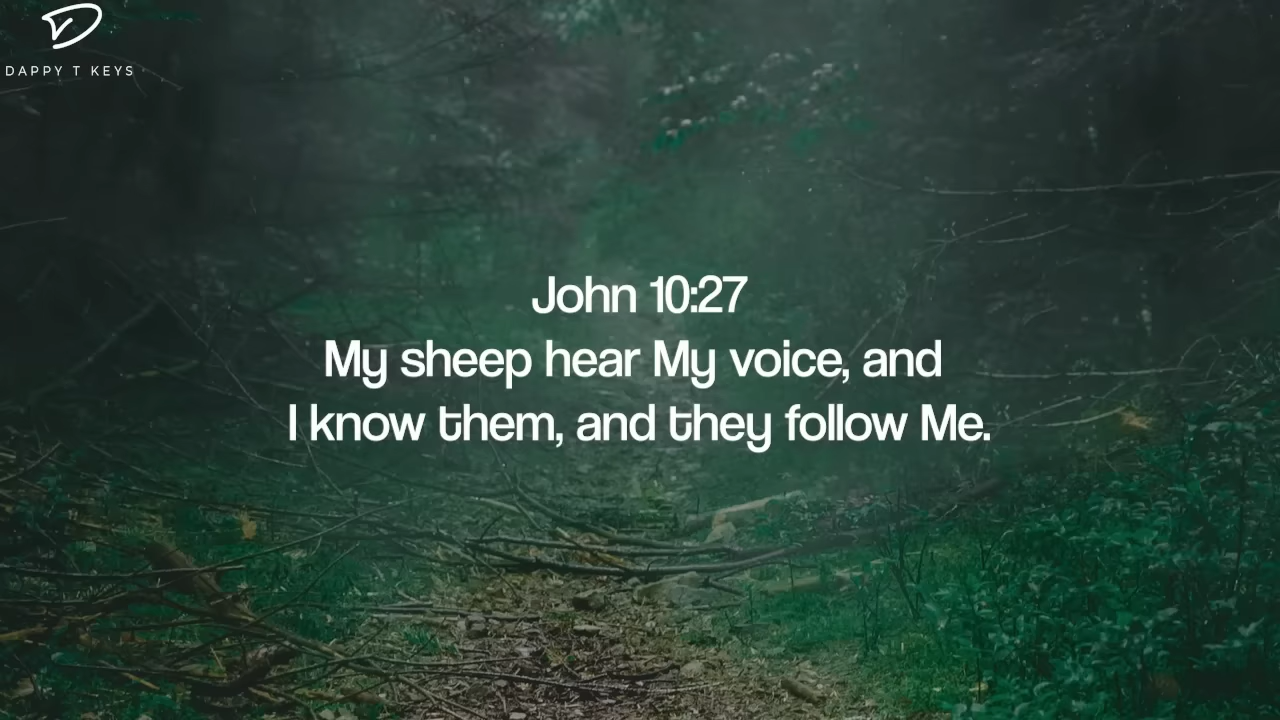 DAPPY T KEYS
John 10:27
My sheep hear My voice, and
I know them, and they follow Me.